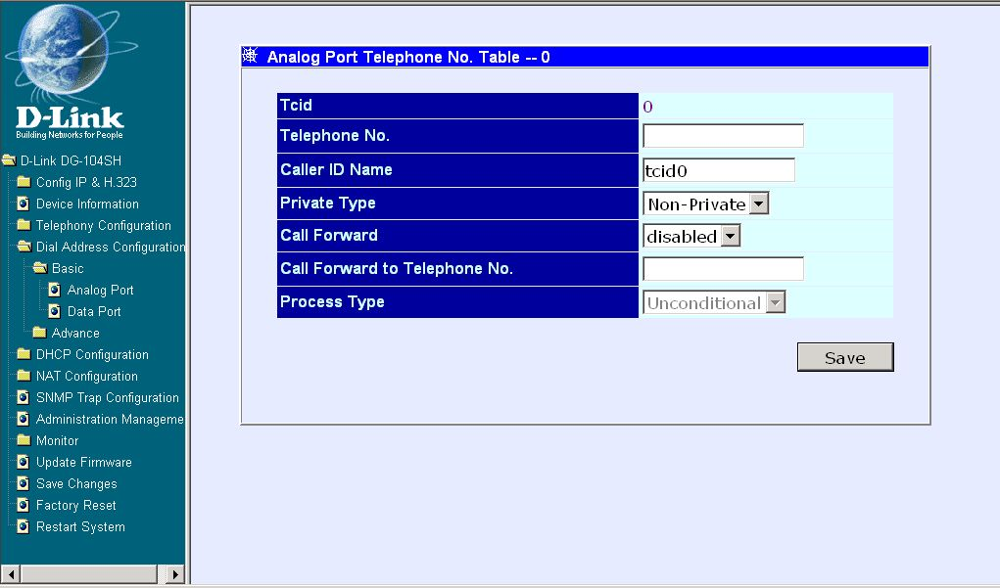 D-Link
Building Networks for People
D-Link DG-104SH
Config IP & H.323
Device Information
Telephony Configuration
Dial Address Configuration
Basic
Analog Port
Data Port
Advance
DHCP Configuration
NAT Configuration
SNMP Trap Configuration
Administration Manageme
Monitor
Update Firmware
Save Changes
Factory Reset
Restart System
Analog Port Telephone No. Table -- 0
Tcid 0
Telephone No.
Caller ID Name tcid0
Private Type Non-Private
Call Forward disabled
Call Forward to Telephone No.
Process Type Unconditional
Save